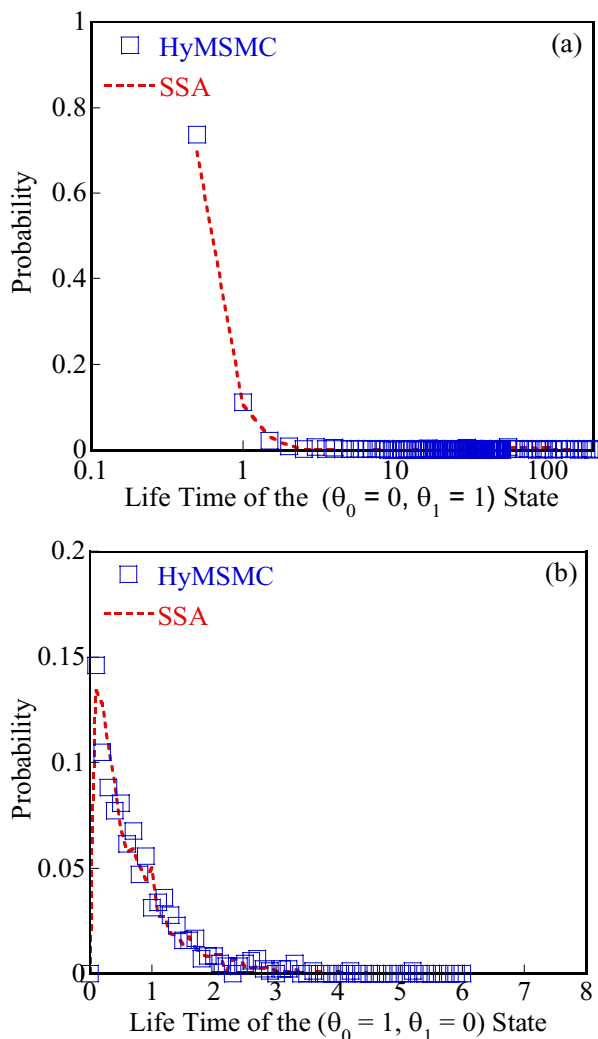 1
(a)
HyMSMC
SSA
0.8
0.6
0.4
0.2
0
Probability
0.1 1 10 100
Life Time of the (θ₀ = 0, θ₁ = 1) State
0.2
(b)
HyMSMC
SSA
0.15
0.1
0.05
0
Probability
0 1 2 3 4 5 6 7 8
Life Time of the (θ₀ = 1, θ₁ = 0) State